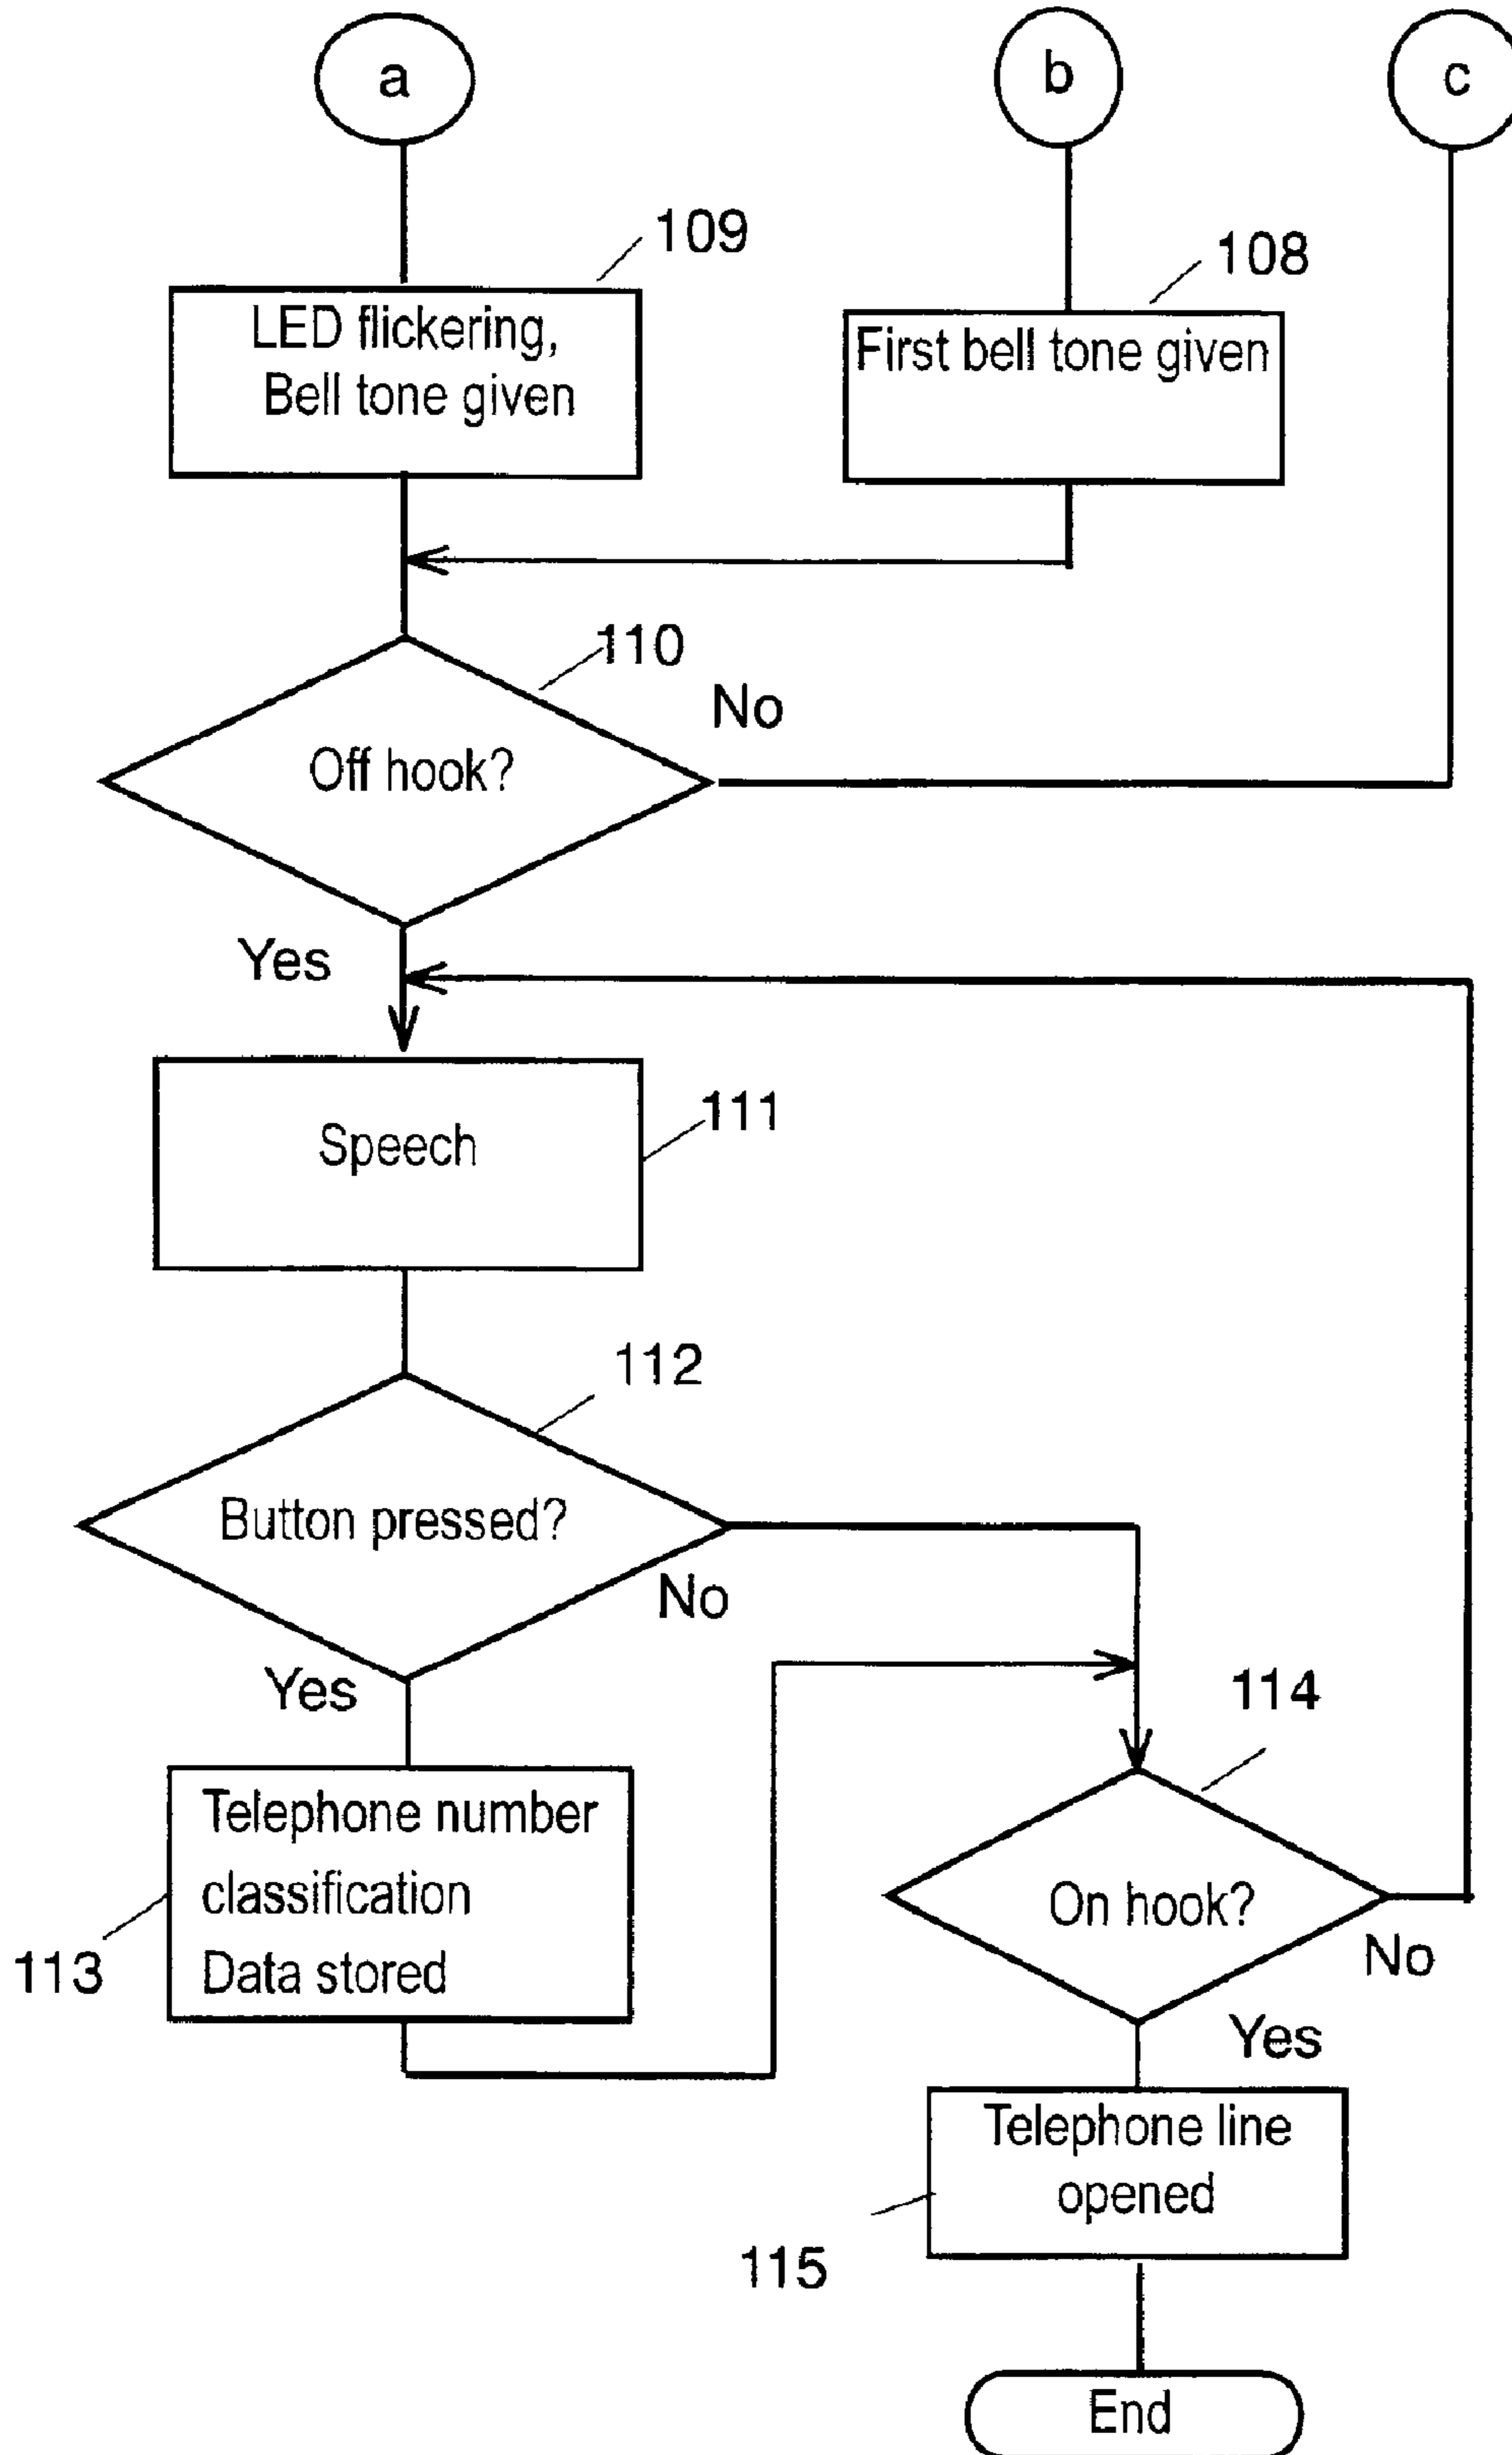 a
b
c
109
LED flickering,
Bell tone given
108
First bell tone given
110
Off hook?
No
Yes
111
Speech
112
Button pressed?
No
Yes
113
Telephone number
classification
Data stored
114
On hook?
No
Yes
Telephone line
opened
115
End